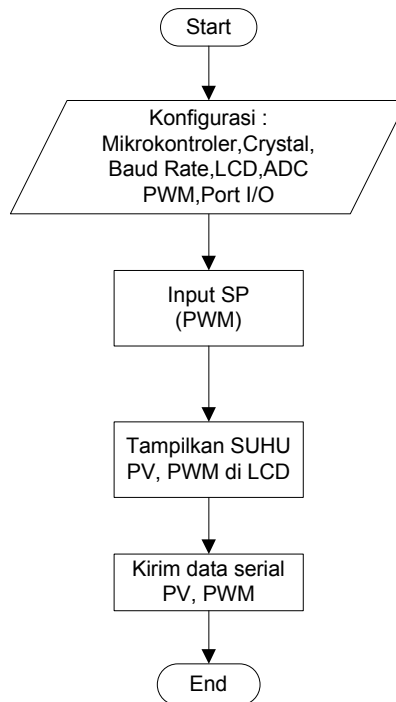 Start
Konfigurasi :
Mikrokontroler,Crystal,
Baud Rate,LCD,ADC
PWM,Port I/O
Input SP
(PWM)
Tampilkan SUHU
PV, PWM di LCD
Kirim data serial
PV, PWM
End